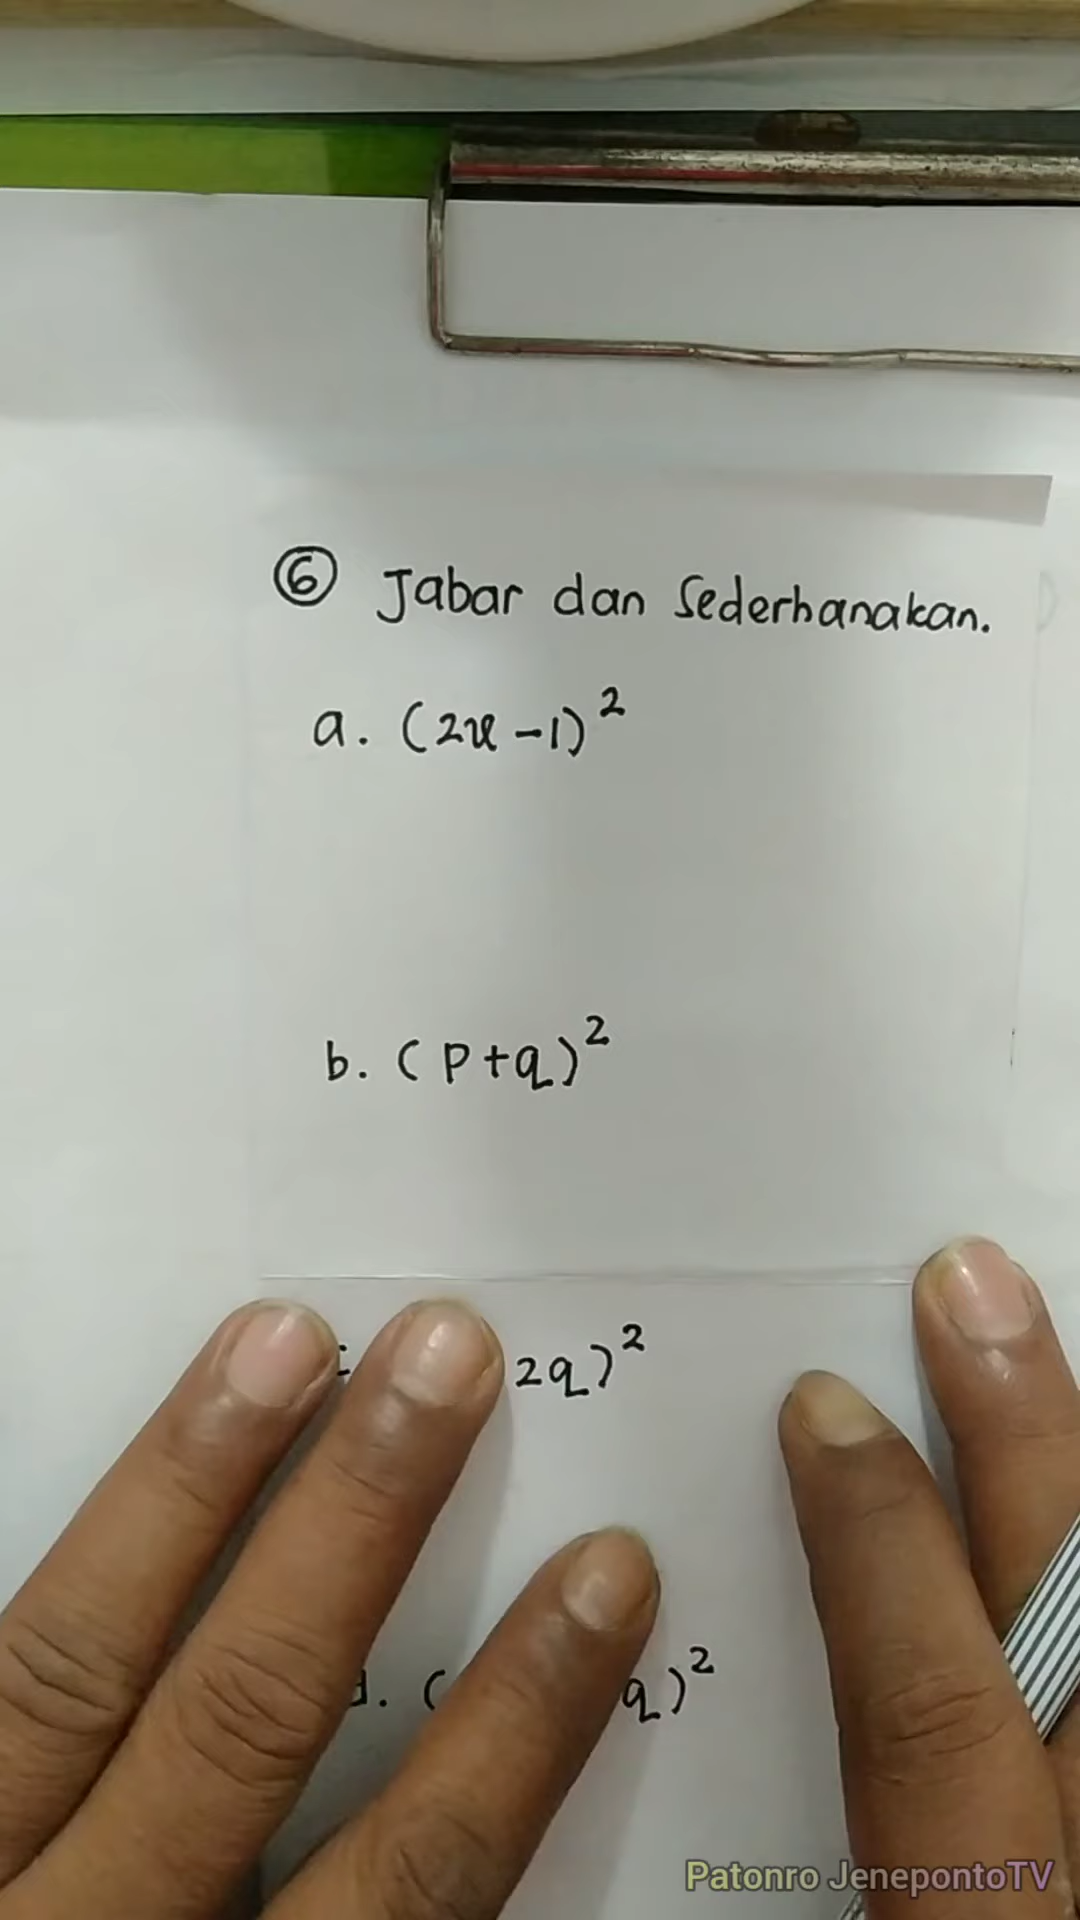 ⑥ Jabar dan Sederhanakan.
a. (2x - 1)²
b. (p + q)²
2q)²
d. ( q)²
Patonro JenepontoTV